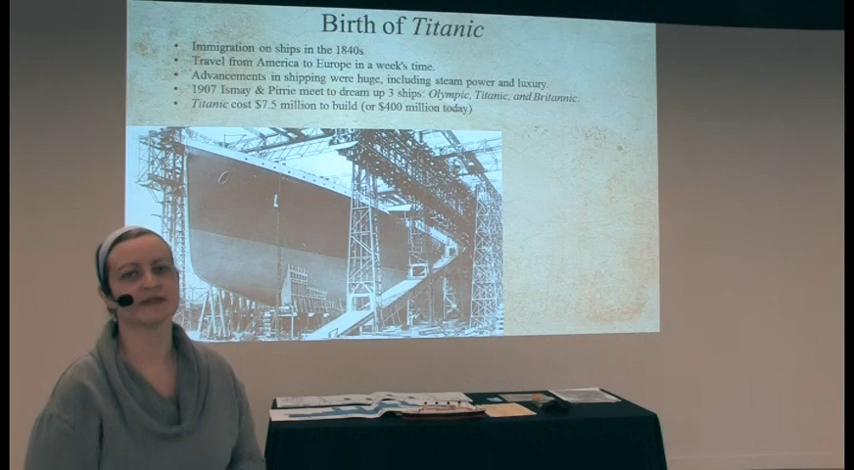 Birth of Titanic
• Immigration on ships in the 1840s
• Travel from America to Europe in a week's time.
• Advancements in shipping were huge, including steam power and luxury.
• 1907 Ismay & Pirrie meet to dream up 3 ships: Olympic, Titanic, and Britannic.
• Titanic cost $7.5 million to build (or $400 million today)